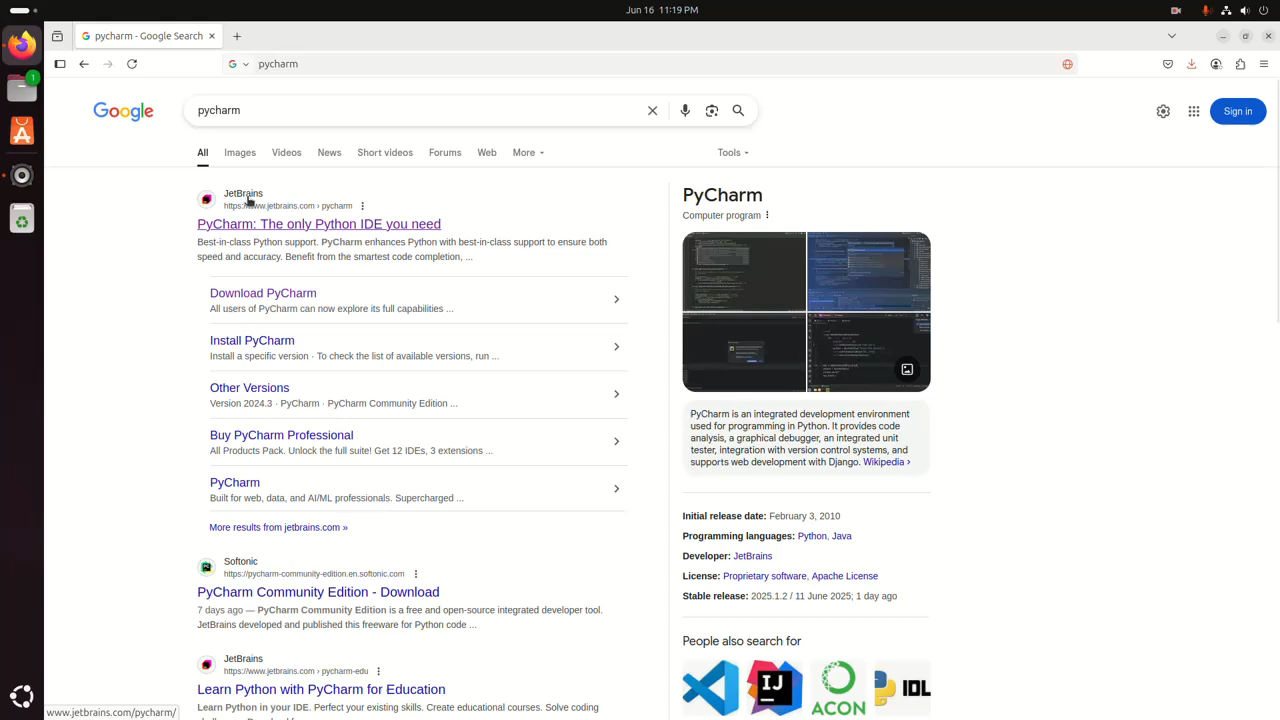 Jun 16 11:19 PM
pycharm - Google Search
pycharm
1
Google
pycharm
Sign in
All Images Videos News Short videos Forums Web More Tools
JetBrains
https://www.jetbrains.com › pycharm
PyCharm: The only Python IDE you need
Best-in-class Python support. PyCharm enhances Python with best-in-class support to ensure both
speed and accuracy. Benefit from the smartest code completion, ...
Download PyCharm
All users of PyCharm can now explore its full capabilities ...
Install PyCharm
Install a specific version · To check the list of available versions, run ...
Other Versions
Version 2024.3 · PyCharm · PyCharm Community Edition ...
Buy PyCharm Professional
All Products Pack. Unlock the full suite! Get 12 IDEs, 3 extensions ...
PyCharm
Built for web, data, and AI/ML professionals. Supercharged ...
More results from jetbrains.com »
Softonic
https://pycharm-community-edition.en.softonic.com
PyCharm Community Edition - Download
7 days ago — PyCharm Community Edition is a free and open-source integrated developer tool.
JetBrains developed and published this freeware for Python code ...
JetBrains
https://www.jetbrains.com › pycharm-edu
Learn Python with PyCharm for Education
Learn Python in your IDE. Perfect your existing skills. Create educational courses. Solve coding
PyCharm
Computer program
PyCharm is an integrated development environment
used for programming in Python. It provides code
analysis, a graphical debugger, an integrated unit
tester, integration with version control systems, and
supports web development with Django. Wikipedia ›
Initial release date: February 3, 2010
Programming languages: Python, Java
Developer: JetBrains
License: Proprietary software, Apache License
Stable release: 2025.1.2 / 11 June 2025; 1 day ago
People also search for
IJ
ACON
IDL
www.jetbrains.com/pycharm/